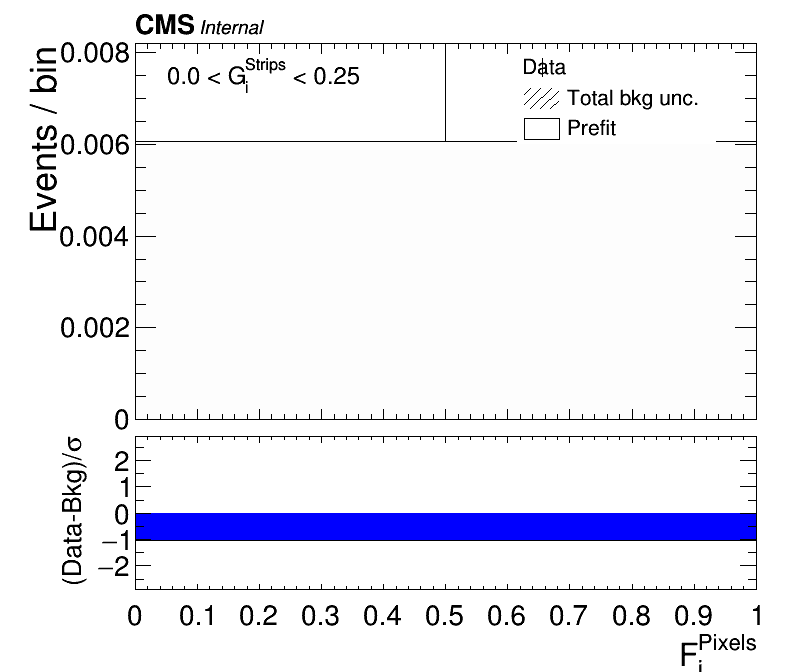 CMS Internal
0.008
0.006
0.004
0.002
0
Events / bin
0.0 < G_i^Strips < 0.25
Data
Total bkg unc.
Prefit
2
1
0
−1
−2
(Data-Bkg)/σ
0 0.1 0.2 0.3 0.4 0.5 0.6 0.7 0.8 0.9 1
F_i^Pixels